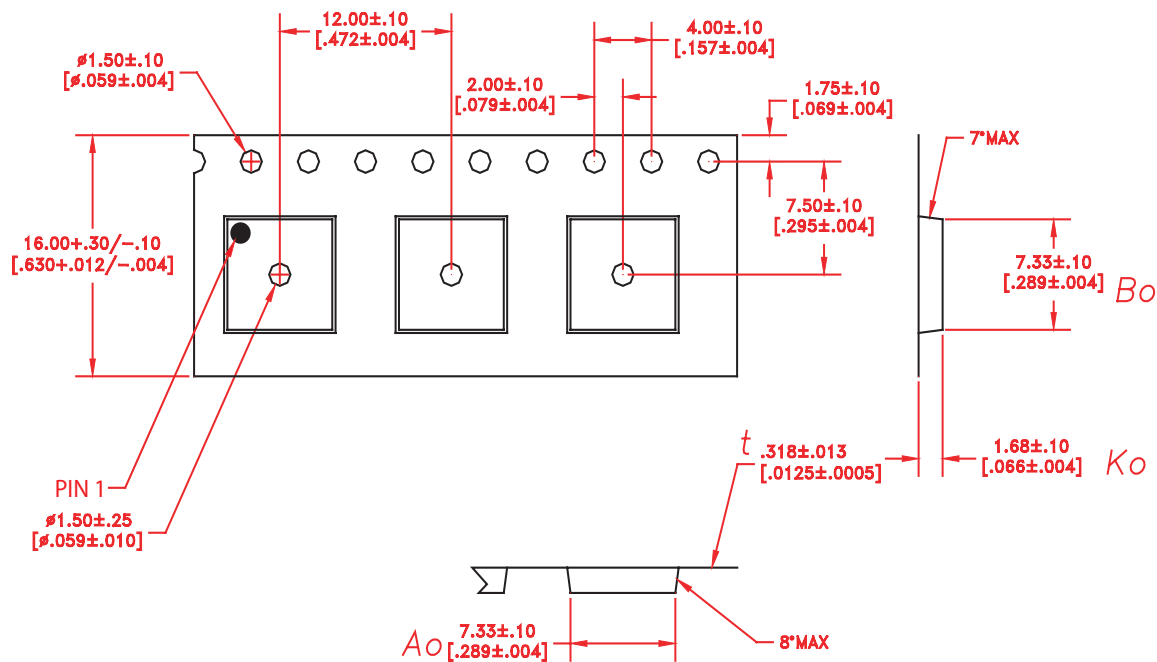 12.00±.10
[.472±.004]
4.00±.10
[.157±.004]
ø1.50±.10
[ø.059±.004]
2.00±.10
[.079±.004]
1.75±.10
[.069±.004]
7°MAX
7.50±.10
[.295±.004]
16.00+.30/−.10
[.630+.012/−.004]
7.33±.10
[.289±.004]
Bo
t
.318±.013
[.0125±.0005]
1.68±.10
[.066±.004]
Ko
PIN 1
ø1.50±.25
[ø.059±.010]
Ao
7.33±.10
[.289±.004]
8°MAX